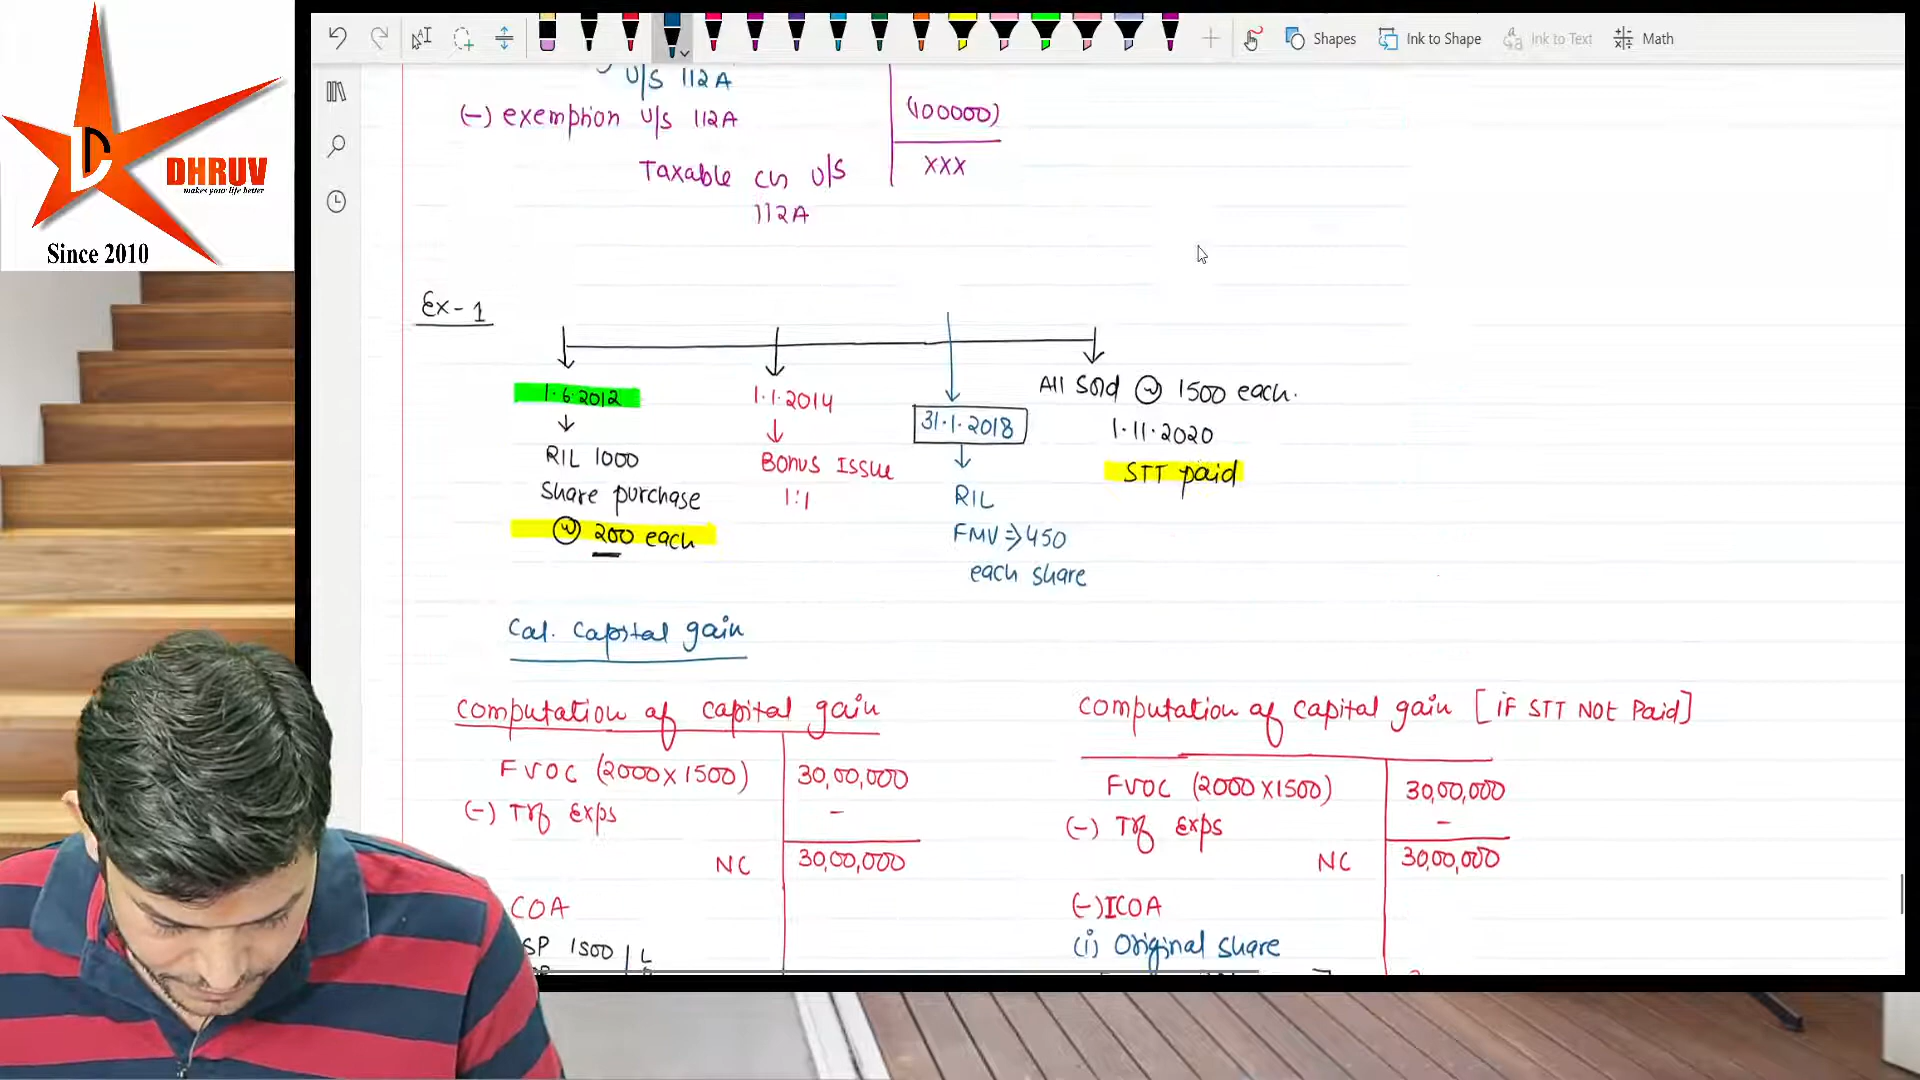 DC
DHRUV
makes your life better
Since 2010
Shapes
Ink to Shape
Ink to Text
Math
U/S 112A
(-) exemption U/S 112A
(100000)
Taxable CG U/S
112A
XXX
Ex-1
1.6.2012
RIL 1000
Share purchase
@ 200 each
1.1.2014
Bonus Issue
1:1
31.1.2018
RIL
FMV ⇒ 450
each share
All Sold @ 1500 each.
1.11.2020
STT paid
Cal. Capital gain
Computation of capital gain
FVOC (2000X1500) 30,00,000
(-) Trf Exps -
NC 30,00,000
COA
SP 1500 L
Computation of capital gain [if STT NOT Paid]
FVOC (2000X1500) 30,00,000
(-) Trf Exps -
NC 30,00,000
(-) ICOA
(i) Original share